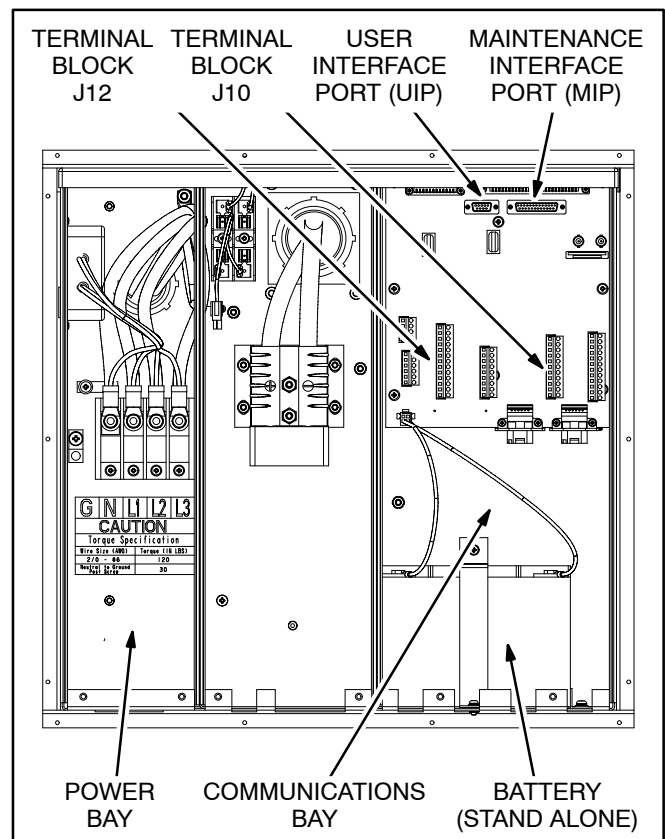 TERMINAL BLOCK J12
TERMINAL BLOCK J10
USER INTERFACE PORT (UIP)
MAINTENANCE INTERFACE PORT (MIP)
G N L1 L2 L3
CAUTION
Torque Specification
Wire Size (AWG) Torque (IN LBS)
2/0 - #6 120
Neutral to Ground Post Screw 30
POWER BAY
COMMUNICATIONS BAY
BATTERY (STAND ALONE)